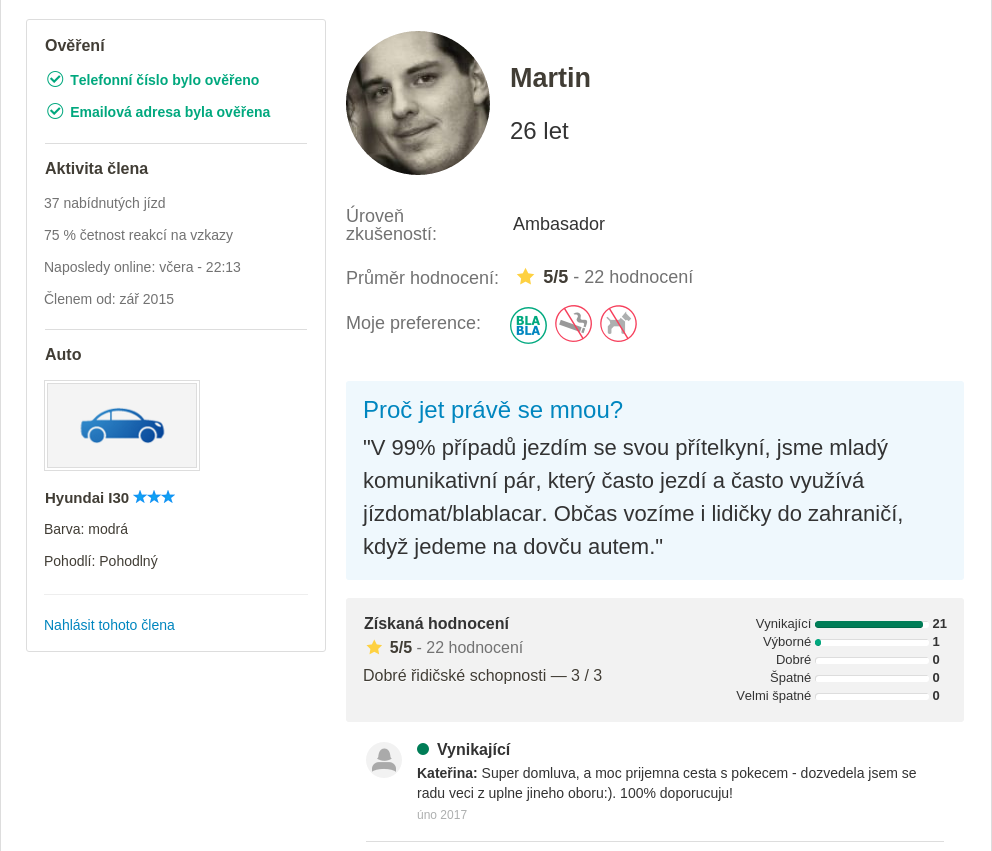 Ověření
Telefonní číslo bylo ověřeno
Emailová adresa byla ověřena
Aktivita člena
37 nabídnutých jízd
75 % četnost reakcí na vzkazy
Naposledy online: včera - 22:13
Členem od: zář 2015
Auto
Hyundai I30
Barva: modrá
Pohodlí: Pohodlný
Nahlásit tohoto člena
Martin
26 let
Úroveň
zkušeností:
Ambasador
Průměr hodnocení: 5/5 - 22 hodnocení
Moje preference:
BLA
BLA
Proč jet právě se mnou?
"V 99% případů jezdím se svou přítelkyní, jsme mladý
komunikativní pár, který často jezdí a často využívá
jízdomat/blablacar. Občas vozíme i lidičky do zahraničí,
když jedeme na dovču autem."
Získaná hodnocení
5/5 - 22 hodnocení
Dobré řidičské schopnosti — 3 / 3
Vynikající 21
Výborné 1
Dobré 0
Špatné 0
Velmi špatné 0
Vynikající
Kateřina: Super domluva, a moc prijemna cesta s pokecem - dozvedela jsem se
radu veci z uplne jineho oboru:). 100% doporucuju!
úno 2017